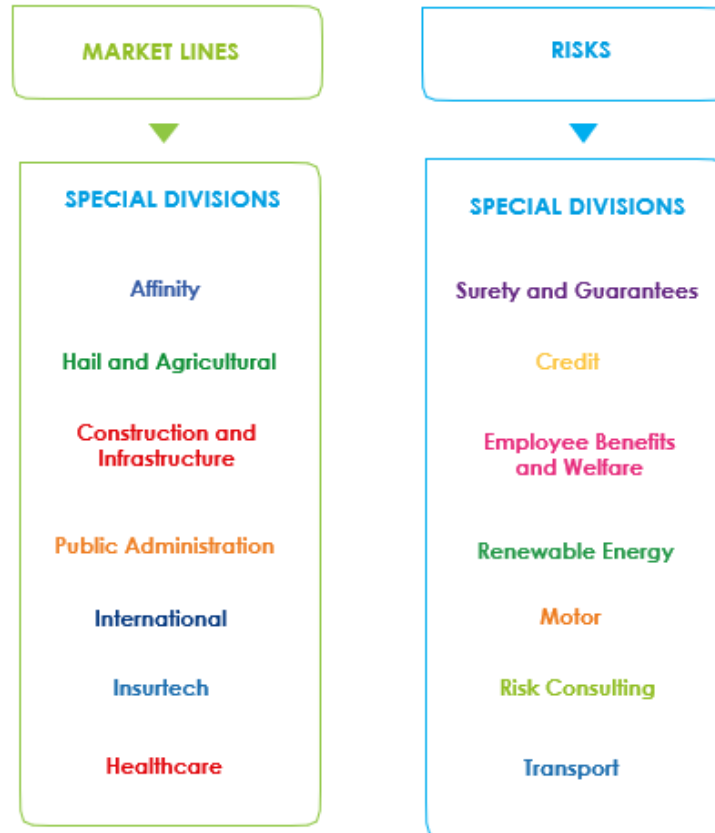 MARKET LINES
SPECIAL DIVISIONS
Affinity
Hail and Agricultural
Construction and
Infrastructure
Public Administration
International
Insurtech
Healthcare
RISKS
SPECIAL DIVISIONS
Surety and Guarantees
Credit
Employee Benefits
and Welfare
Renewable Energy
Motor
Risk Consulting
Transport